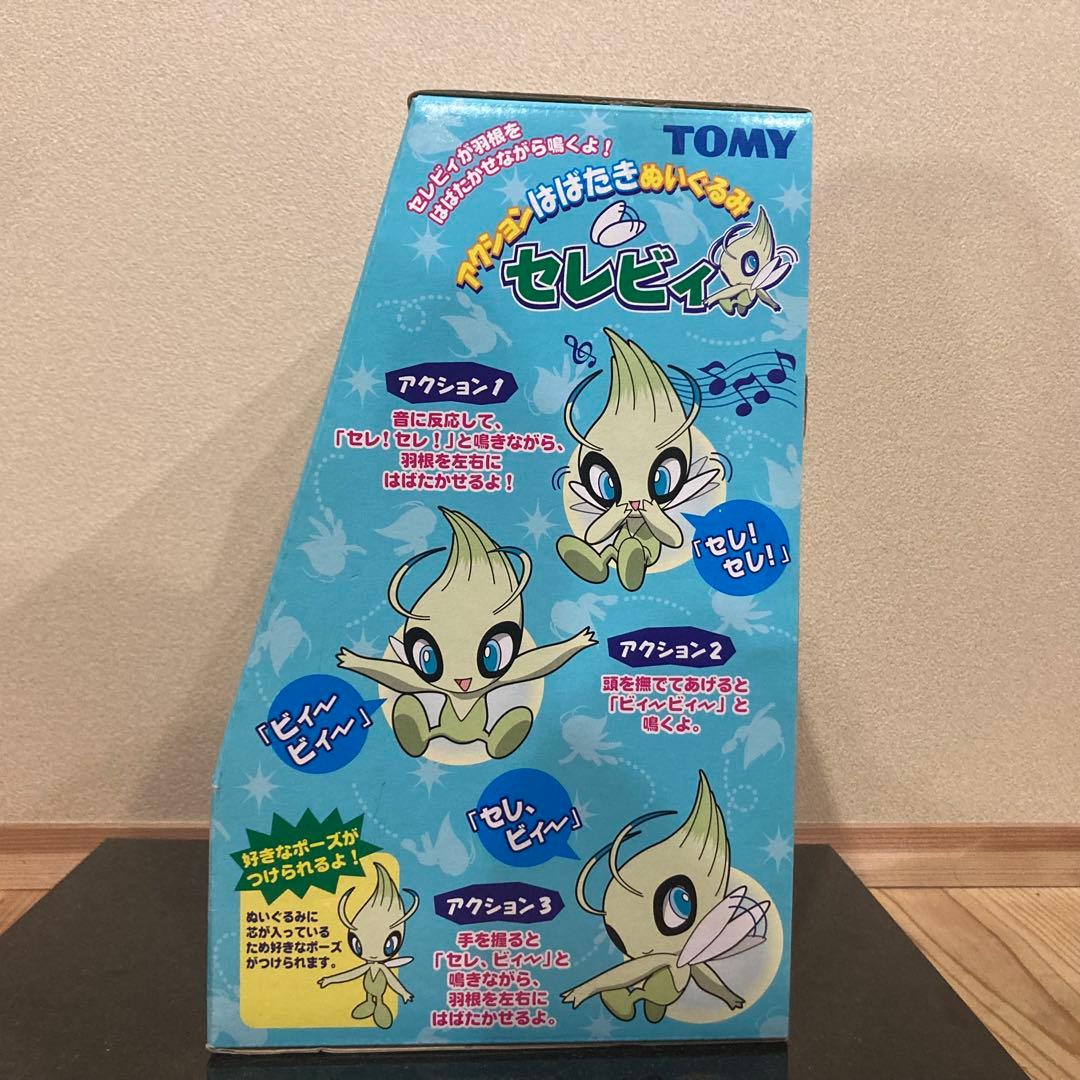 TOMY
セレビィが羽根を
はばたかせながら鳴くよ！
アクションはばたきぬいぐるみ
セレビィ
アクション1
音に反応して、
「セレ！セレ！」と鳴きながら、
羽根を左右に
はばたかせるよ！
「セレ！
セレ！」
アクション2
頭を撫でてあげると
「ビィ〜ビィ〜」と
鳴くよ。
「ビィ〜
ビィ〜」
「セレ、
ビィ〜」
アクション3
手を握ると
「セレ、ビィ〜」と
鳴きながら、
羽根を左右に
はばたかせるよ。
好きなポーズが
つけられるよ！
ぬいぐるみに
芯が入っている
ため好きなポーズ
がつけられます。